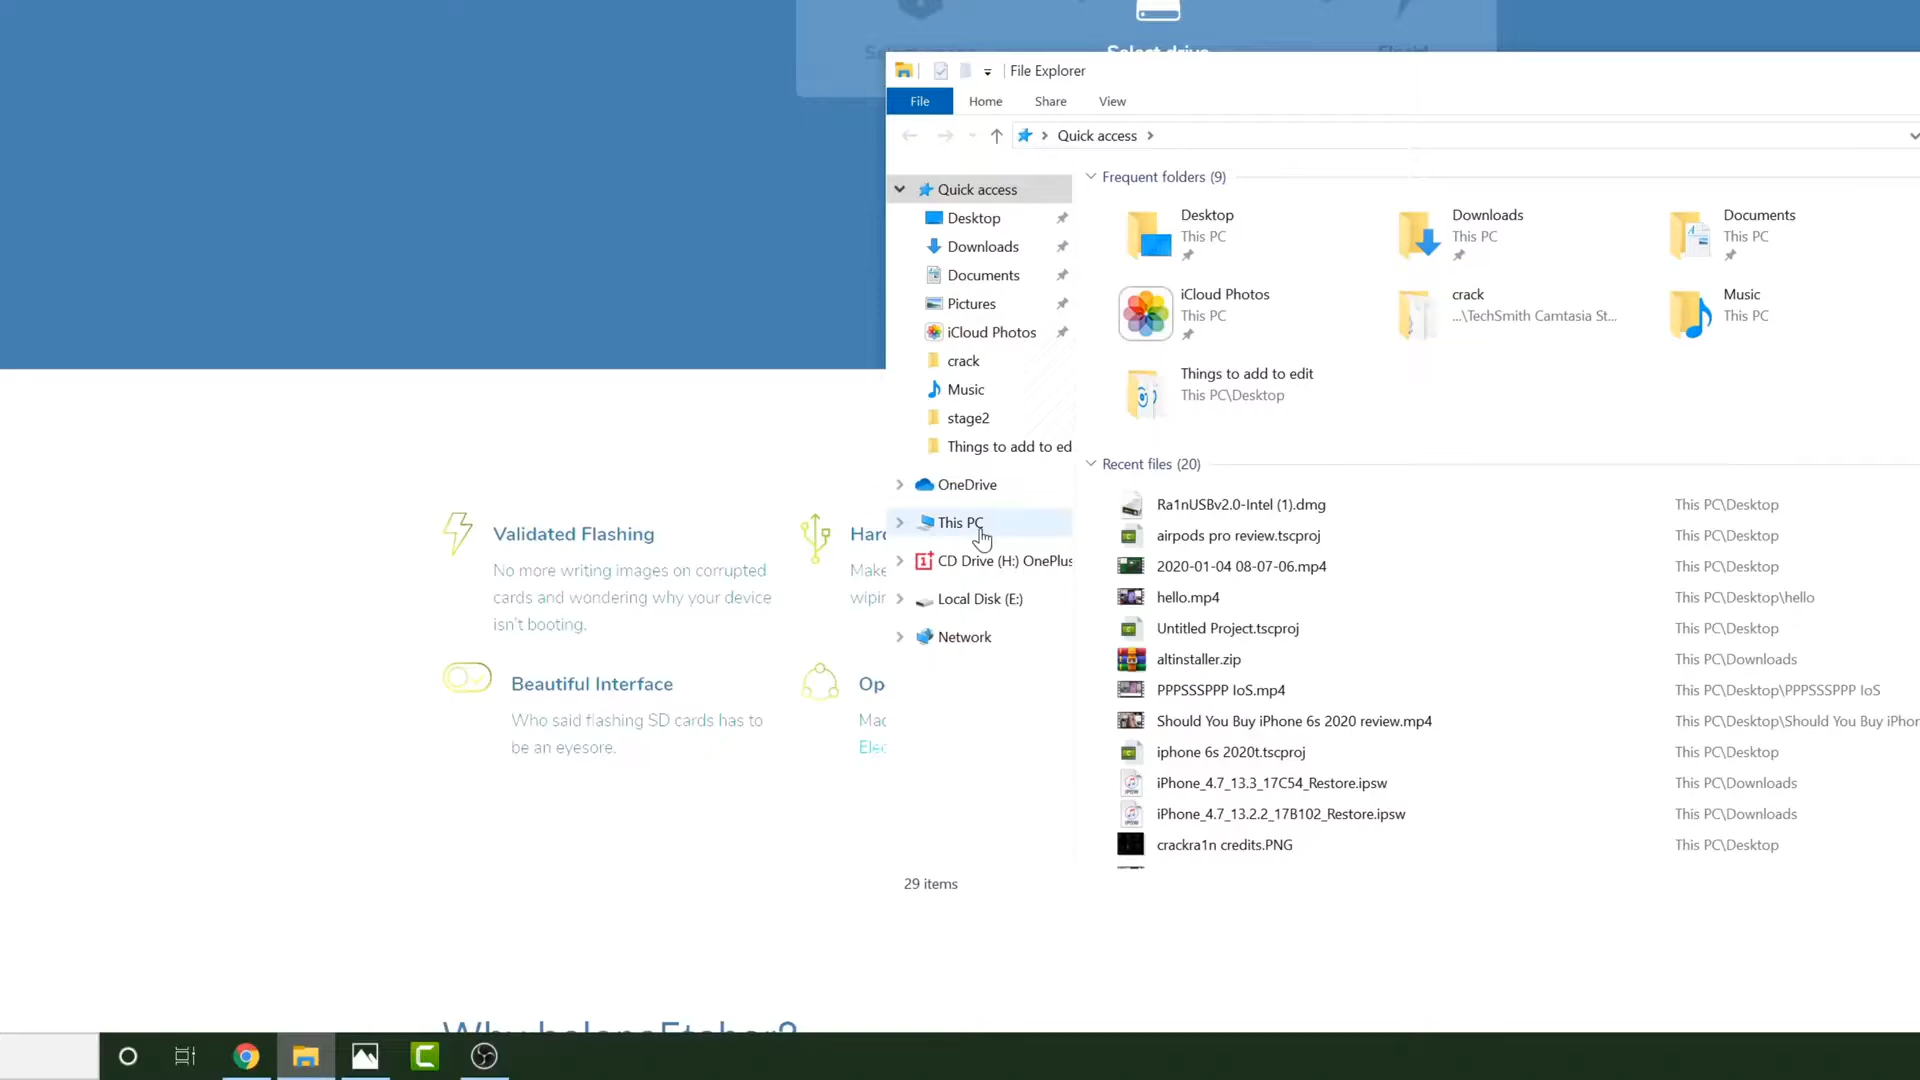 Select drive
File Explorer
File Home Share View
Quick access
Quick access
Desktop
Downloads
Documents
Pictures
iCloud Photos
crack
Music
stage2
Things to add to ed
OneDrive
This PC
CD Drive (H:) OnePlus
Local Disk (E:)
Network
Frequent folders (9)
Desktop
This PC
Downloads
This PC
Documents
This PC
iCloud Photos
This PC
crack
...\TechSmith Camtasia St...
Music
This PC
Things to add to edit
This PC\Desktop
Recent files (20)
Ra1nUSBv2.0-Intel (1).dmg This PC\Desktop
airpods pro review.tscproj This PC\Desktop
2020-01-04 08-07-06.mp4 This PC\Desktop
hello.mp4 This PC\Desktop\hello
Untitled Project.tscproj This PC\Desktop
altinstaller.zip This PC\Downloads
PPPSSSPPP IoS.mp4 This PC\Desktop\PPPSSSPPP IoS
Should You Buy iPhone 6s 2020 review.mp4 This PC\Desktop\Should You Buy iPhor
iphone 6s 2020t.tscproj This PC\Desktop
iPhone_4.7_13.3_17C54_Restore.ipsw This PC\Downloads
iPhone_4.7_13.2.2_17B102_Restore.ipsw This PC\Downloads
crackra1n credits.PNG This PC\Desktop
29 items
Validated Flashing
No more writing images on corrupted
cards and wondering why your device
isn't booting.
Har
Make
wipin
Beautiful Interface
Who said flashing SD cards has to
be an eyesore.
Op
Mac
Elec
Why balenaEtcher?